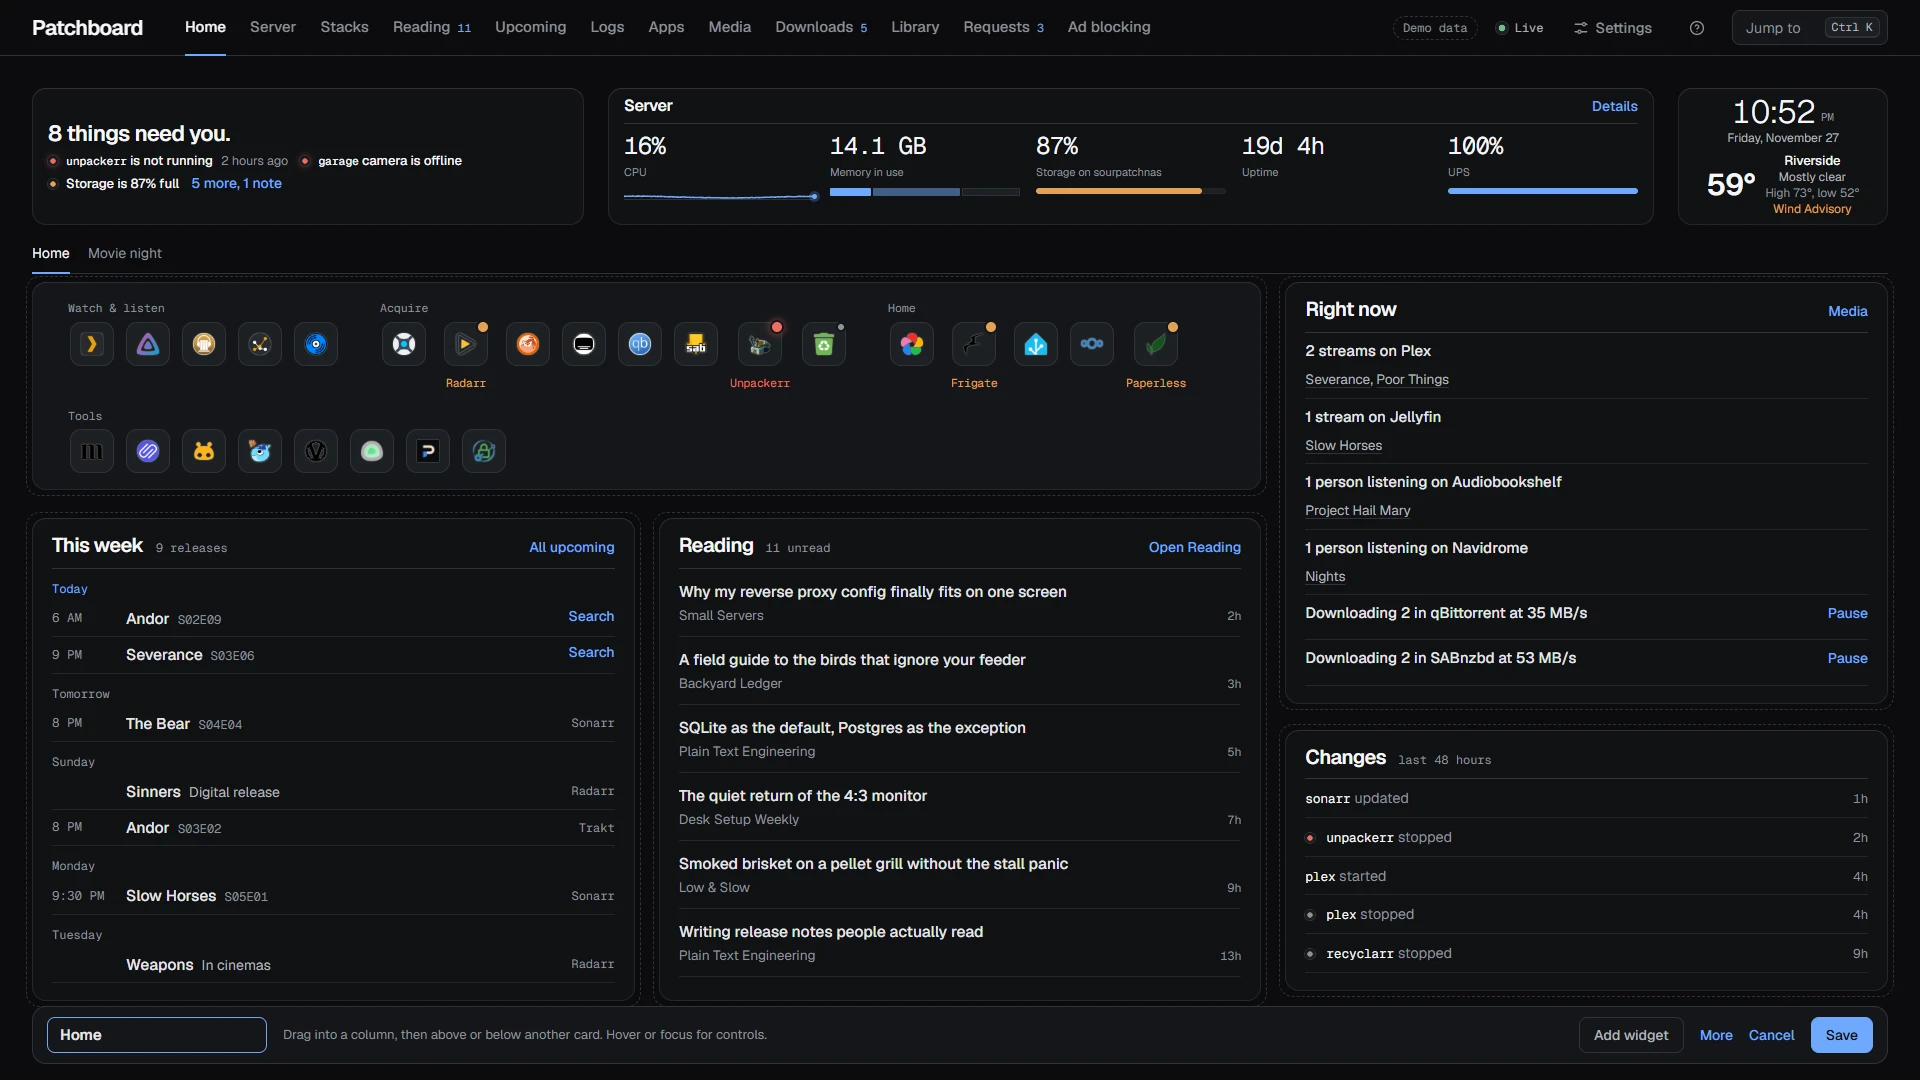 Patchboard Home Server Stacks Reading 11 Upcoming Logs Apps Media Downloads 5 Library Requests 3 Ad blocking Demo data Live Settings Jump to Ctrl K
8 things need you.
unpackerr is not running 2 hours ago garage camera is offline
Storage is 87% full 5 more, 1 note
Server Details
16% 14.1 GB 87% 19d 4h 100%
CPU Memory in use Storage on sourpatchnas Uptime UPS
10:52 PM
Friday, November 27
59°
Riverside
Mostly clear
High 73°, low 52°
Wind Advisory
Home Movie night
Watch & listen Acquire Home
Radarr Unpackerr Frigate Paperless
Tools
This week 9 releases All upcoming
Today
6 AM Andor S02E09 Search
9 PM Severance S03E06 Search
Tomorrow
8 PM The Bear S04E04 Sonarr
Sunday
Sinners Digital release Radarr
8 PM Andor S03E02 Trakt
Monday
9:30 PM Slow Horses S05E01 Sonarr
Tuesday
Weapons In cinemas Radarr
Reading 11 unread Open Reading
Why my reverse proxy config finally fits on one screen
Small Servers 2h
A field guide to the birds that ignore your feeder
Backyard Ledger 3h
SQLite as the default, Postgres as the exception
Plain Text Engineering 5h
The quiet return of the 4:3 monitor
Desk Setup Weekly 7h
Smoked brisket on a pellet grill without the stall panic
Low & Slow 9h
Writing release notes people actually read
Plain Text Engineering 13h
Right now Media
2 streams on Plex
Severance, Poor Things
1 stream on Jellyfin
Slow Horses
1 person listening on Audiobookshelf
Project Hail Mary
1 person listening on Navidrome
Nights
Downloading 2 in qBittorrent at 35 MB/s Pause
Downloading 2 in SABnzbd at 53 MB/s Pause
Changes last 48 hours
sonarr updated 1h
unpackerr stopped 2h
plex started 4h
plex stopped 4h
recyclarr stopped 9h
Home Drag into a column, then above or below another card. Hover or focus for controls. Add widget More Cancel Save